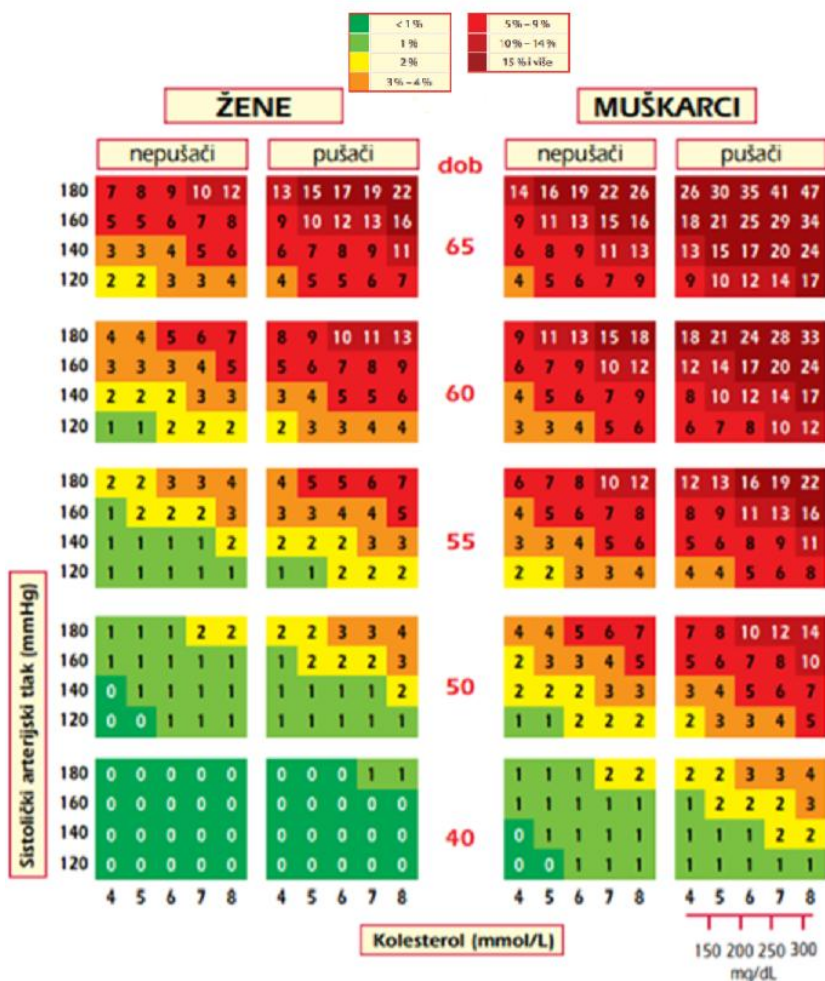 < 1 % 5 % – 9 %
1 % 10 % – 14 %
2 % 15 % i više
3 % – 4 %
ŽENE MUŠKARCI
nepušači pušači dob nepušači pušači
180 7 8 9 10 12 13 15 17 19 22 14 16 19 22 26 26 30 35 41 47
160 5 5 6 7 8 9 10 12 13 16 9 11 13 15 16 18 21 25 29 34
65
140 3 3 4 5 6 6 7 8 9 11 6 8 9 11 13 13 15 17 20 24
120 2 2 3 3 4 4 5 5 6 7 4 5 6 7 9 9 10 12 14 17
180 4 4 5 6 7 8 9 10 11 13 9 11 13 15 18 18 21 24 28 33
160 3 3 3 4 5 5 6 7 8 9 6 7 9 10 12 12 14 17 20 24
60
140 2 2 2 3 3 3 4 5 5 6 4 5 6 7 9 8 10 12 14 17
120 1 1 2 2 2 2 3 3 4 4 3 3 4 5 6 6 7 8 10 12
180 2 2 3 3 4 4 5 5 6 7 6 7 8 10 12 12 13 16 19 22
160 1 2 2 2 3 3 3 4 4 5 4 5 6 7 8 8 9 11 13 16
55
140 1 1 1 1 2 2 2 2 3 3 3 3 4 5 6 5 6 8 9 11
120 1 1 1 1 1 1 1 2 2 2 2 2 3 3 4 4 4 5 6 8
180 1 1 1 2 2 2 2 3 3 4 4 4 5 6 7 7 8 10 12 14
160 1 1 1 1 1 1 2 2 2 3 2 3 3 4 5 5 6 7 8 10
50
140 0 1 1 1 1 1 1 1 1 2 2 2 2 3 3 3 4 5 6 7
120 0 0 1 1 1 1 1 1 1 1 1 1 2 2 2 2 3 3 4 5
180 0 0 0 0 0 0 0 0 1 1 1 1 1 2 2 2 2 3 3 4
160 0 0 0 0 0 0 0 0 0 0 1 1 1 1 1 1 2 2 2 3
40
140 0 0 0 0 0 0 0 0 0 0 0 1 1 1 1 1 1 1 2 2
120 0 0 0 0 0 0 0 0 0 0 0 0 1 1 1 1 1 1 1 1
4 5 6 7 8 4 5 6 7 8 4 5 6 7 8 4 5 6 7 8
Sistolički arterijski tlak (mmHg)
Kolesterol (mmol/L)
150 200 250 300
mg/dL